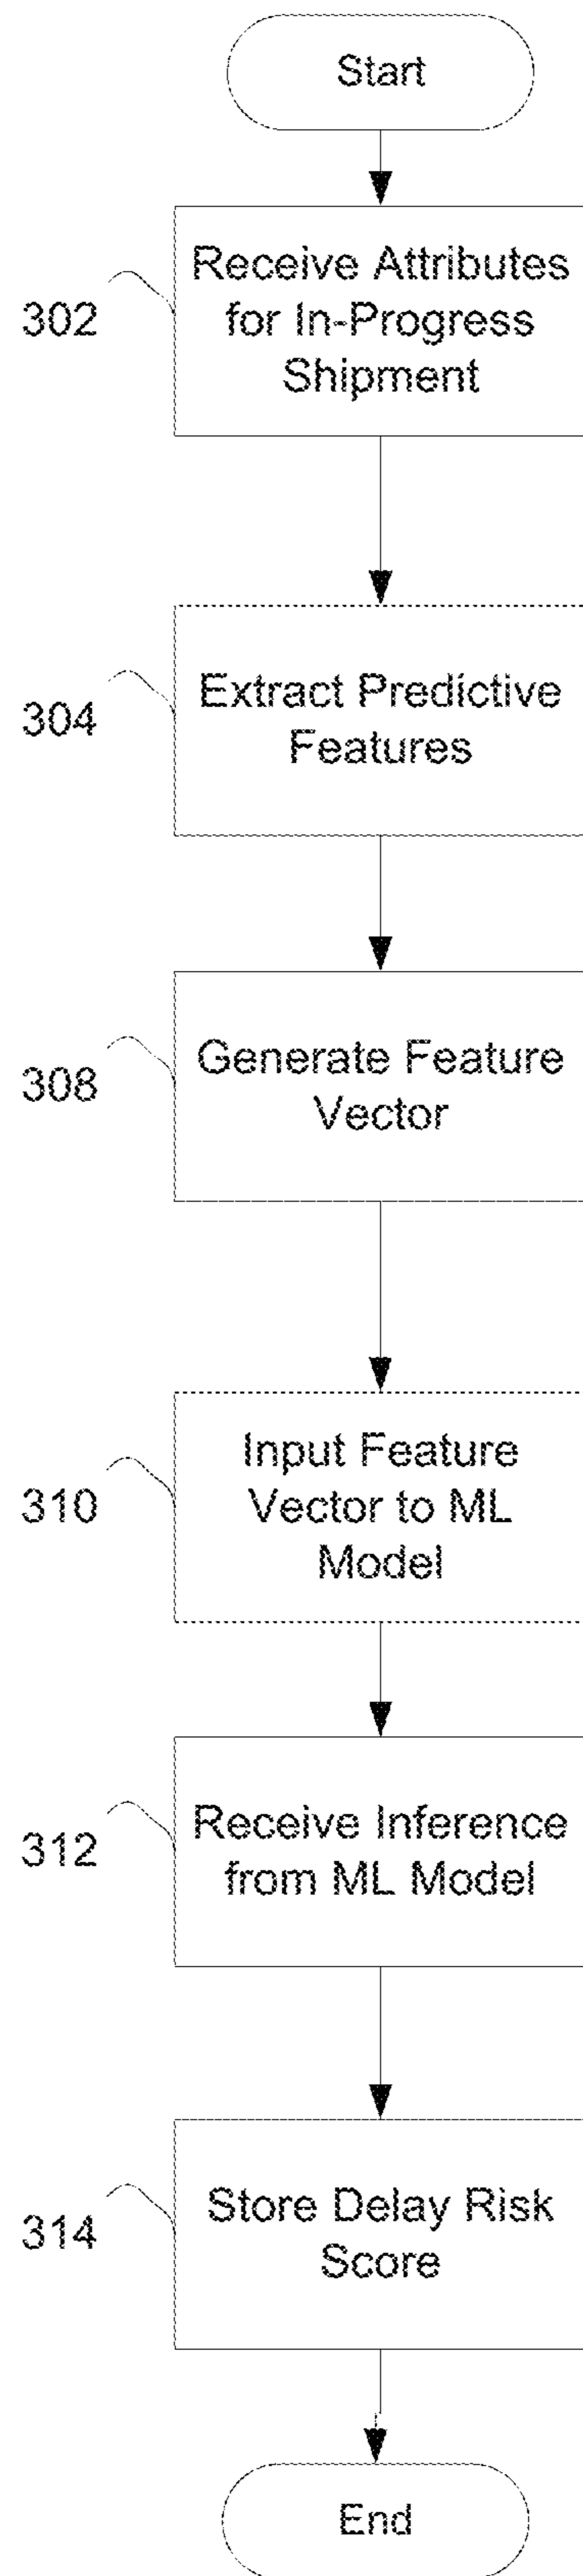 Start
302
Receive Attributes
for In-Progress
Shipment
304
Extract Predictive
Features
308
Generate Feature
Vector
310
Input Feature
Vector to ML
Model
312
Receive Inference
from ML Model
314
Store Delay Risk
Score
End